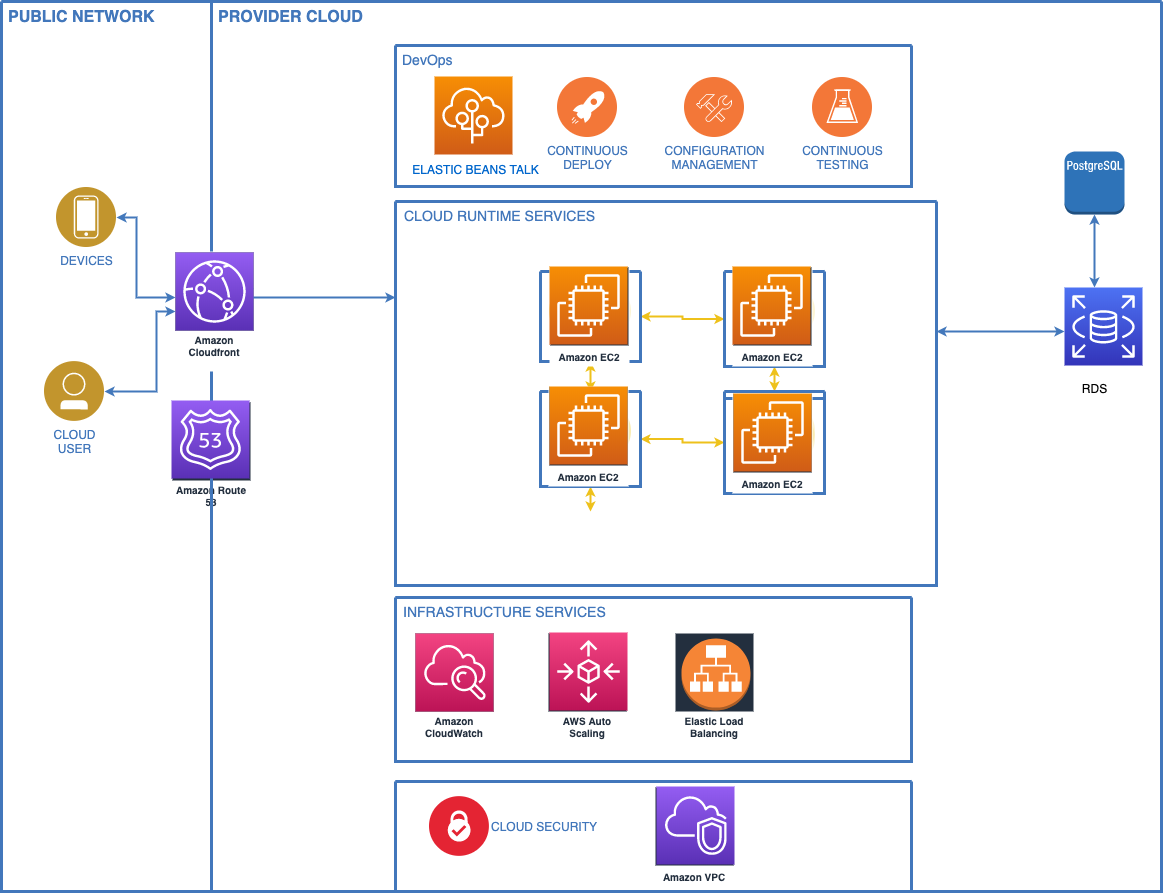 PUBLIC NETWORK
PROVIDER CLOUD
DevOps
ELASTIC BEANS TALK
CONTINUOUS
DEPLOY
CONFIGURATION
MANAGEMENT
CONTINUOUS
TESTING
CLOUD RUNTIME SERVICES
PostgreSQL
DEVICES
Amazon
Cloudfront
Amazon EC2
Amazon EC2
RDS
CLOUD
USER
53
Amazon Route
53
Amazon EC2
Amazon EC2
INFRASTRUCTURE SERVICES
Amazon
CloudWatch
AWS Auto
Scaling
Elastic Load
Balancing
CLOUD SECURITY
Amazon VPC